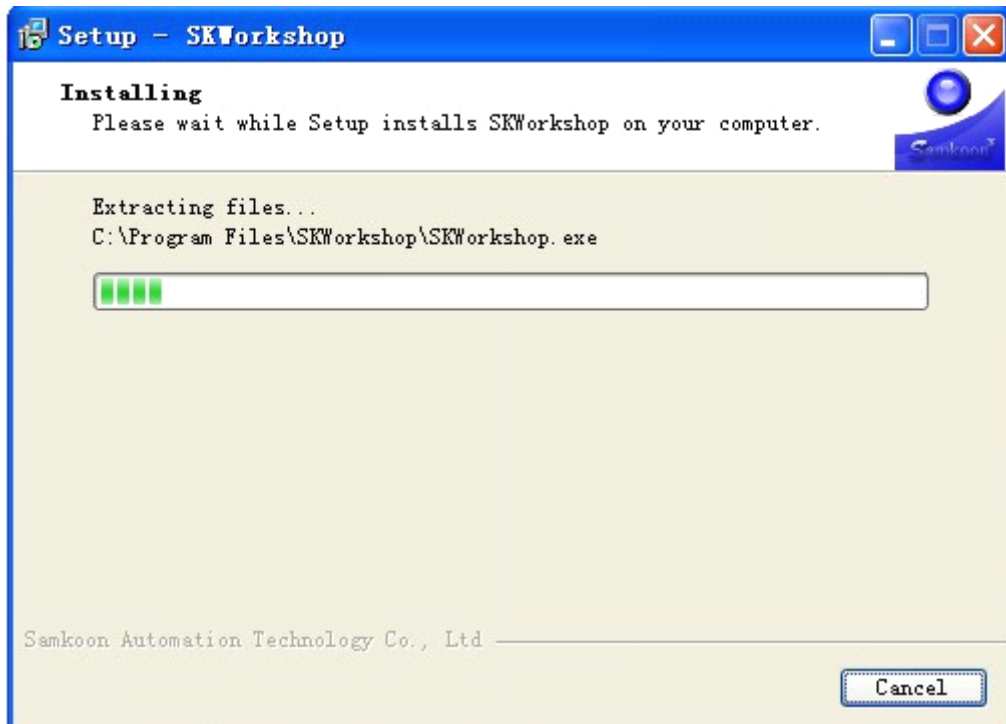 Setup - SKWorkshop
Installing
Please wait while Setup installs SKWorkshop on your computer.
Samkoon
Extracting files...
C:\Program Files\SKWorkshop\SKWorkshop.exe
Samkoon Automation Technology Co., Ltd
Cancel